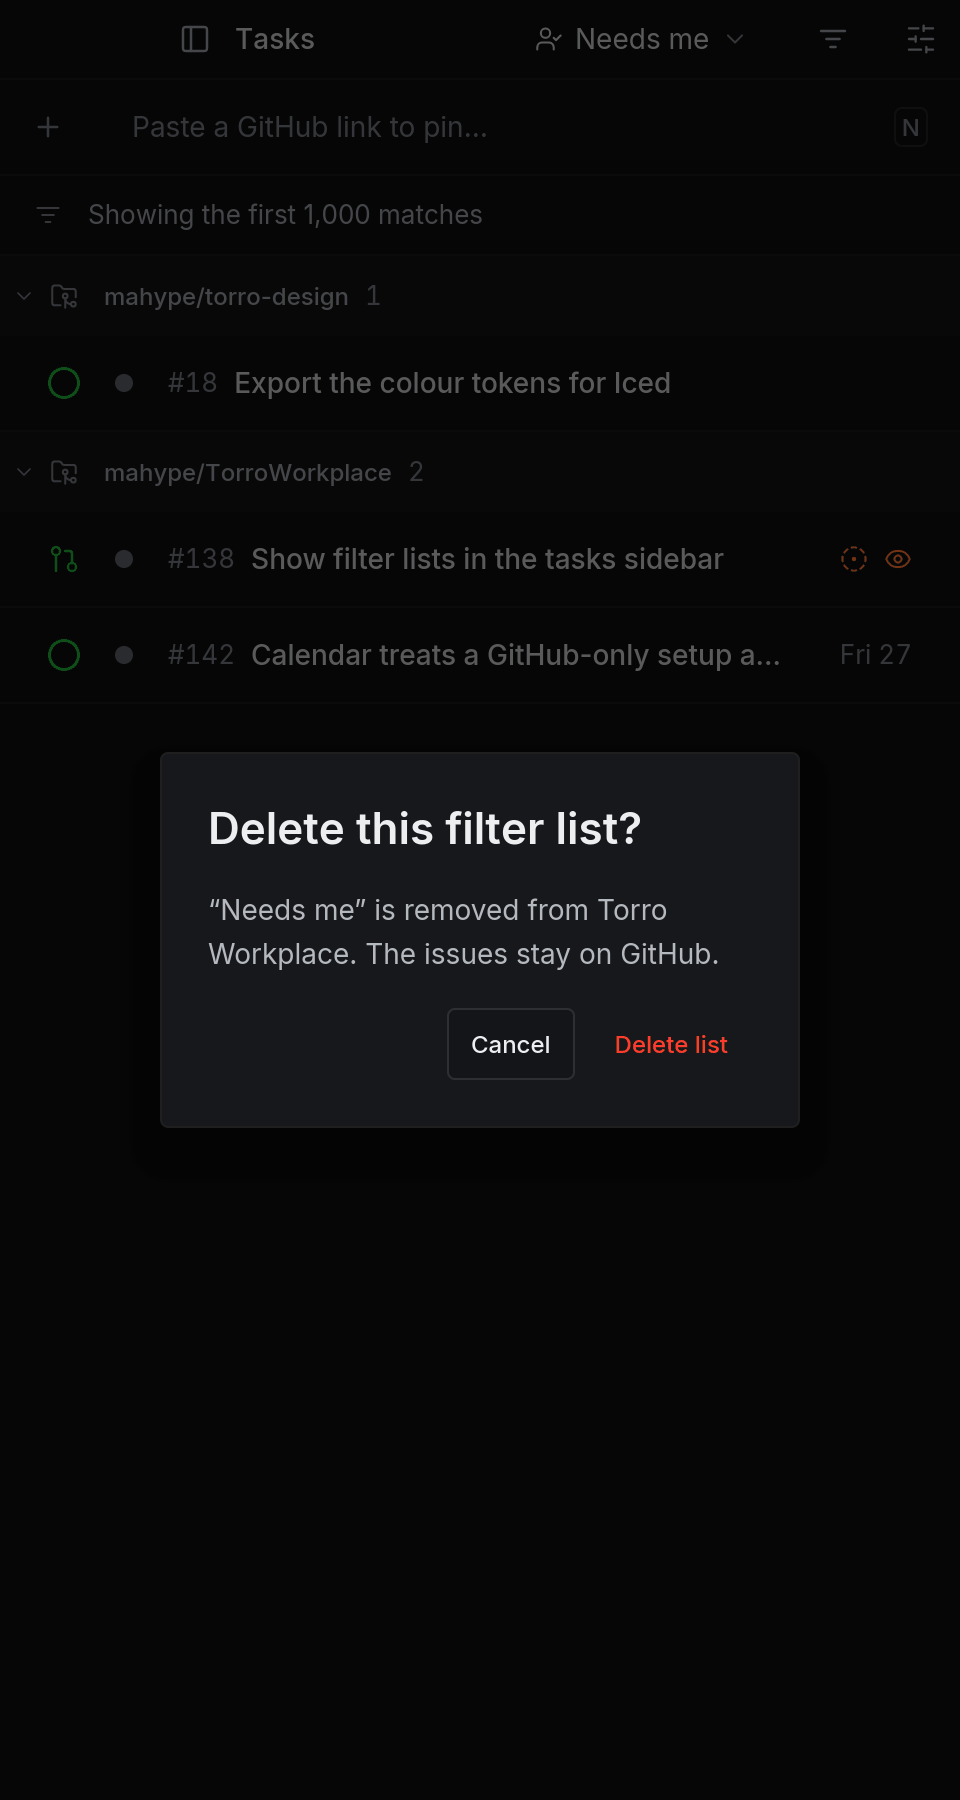 Tasks
Needs me
Paste a GitHub link to pin...
N
Showing the first 1,000 matches
mahype/torro-design 1
#18 Export the colour tokens for Iced
mahype/TorroWorkplace 2
#138 Show filter lists in the tasks sidebar
#142 Calendar treats a GitHub-only setup a... Fri 27
Delete this filter list?
“Needs me” is removed from Torro
Workplace. The issues stay on GitHub.
Cancel
Delete list